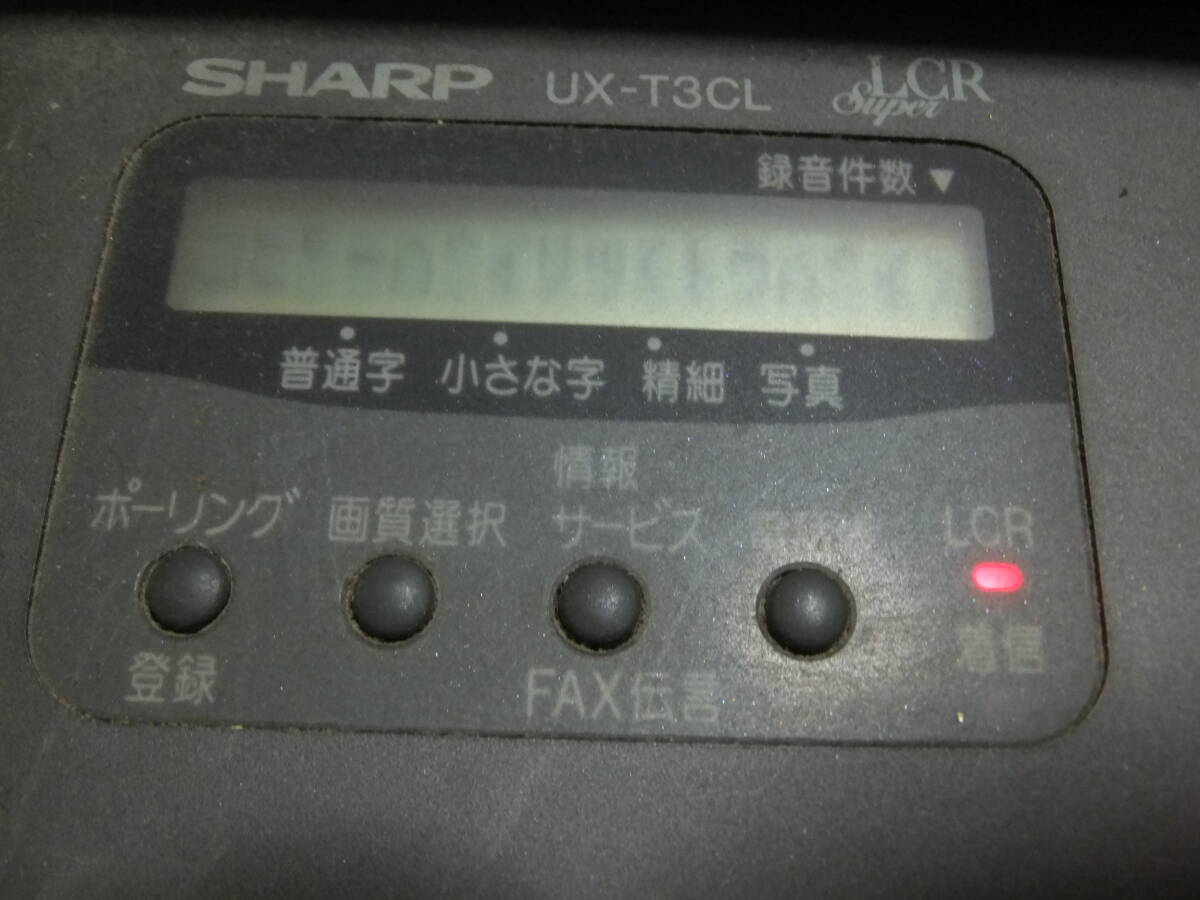 SHARP UX-T3CL Super LCR
録音件数▼
普通字 小さな字 精細 写真
ポーリング 画質選択 情報サービス LCR
登録 FAX伝言 着信